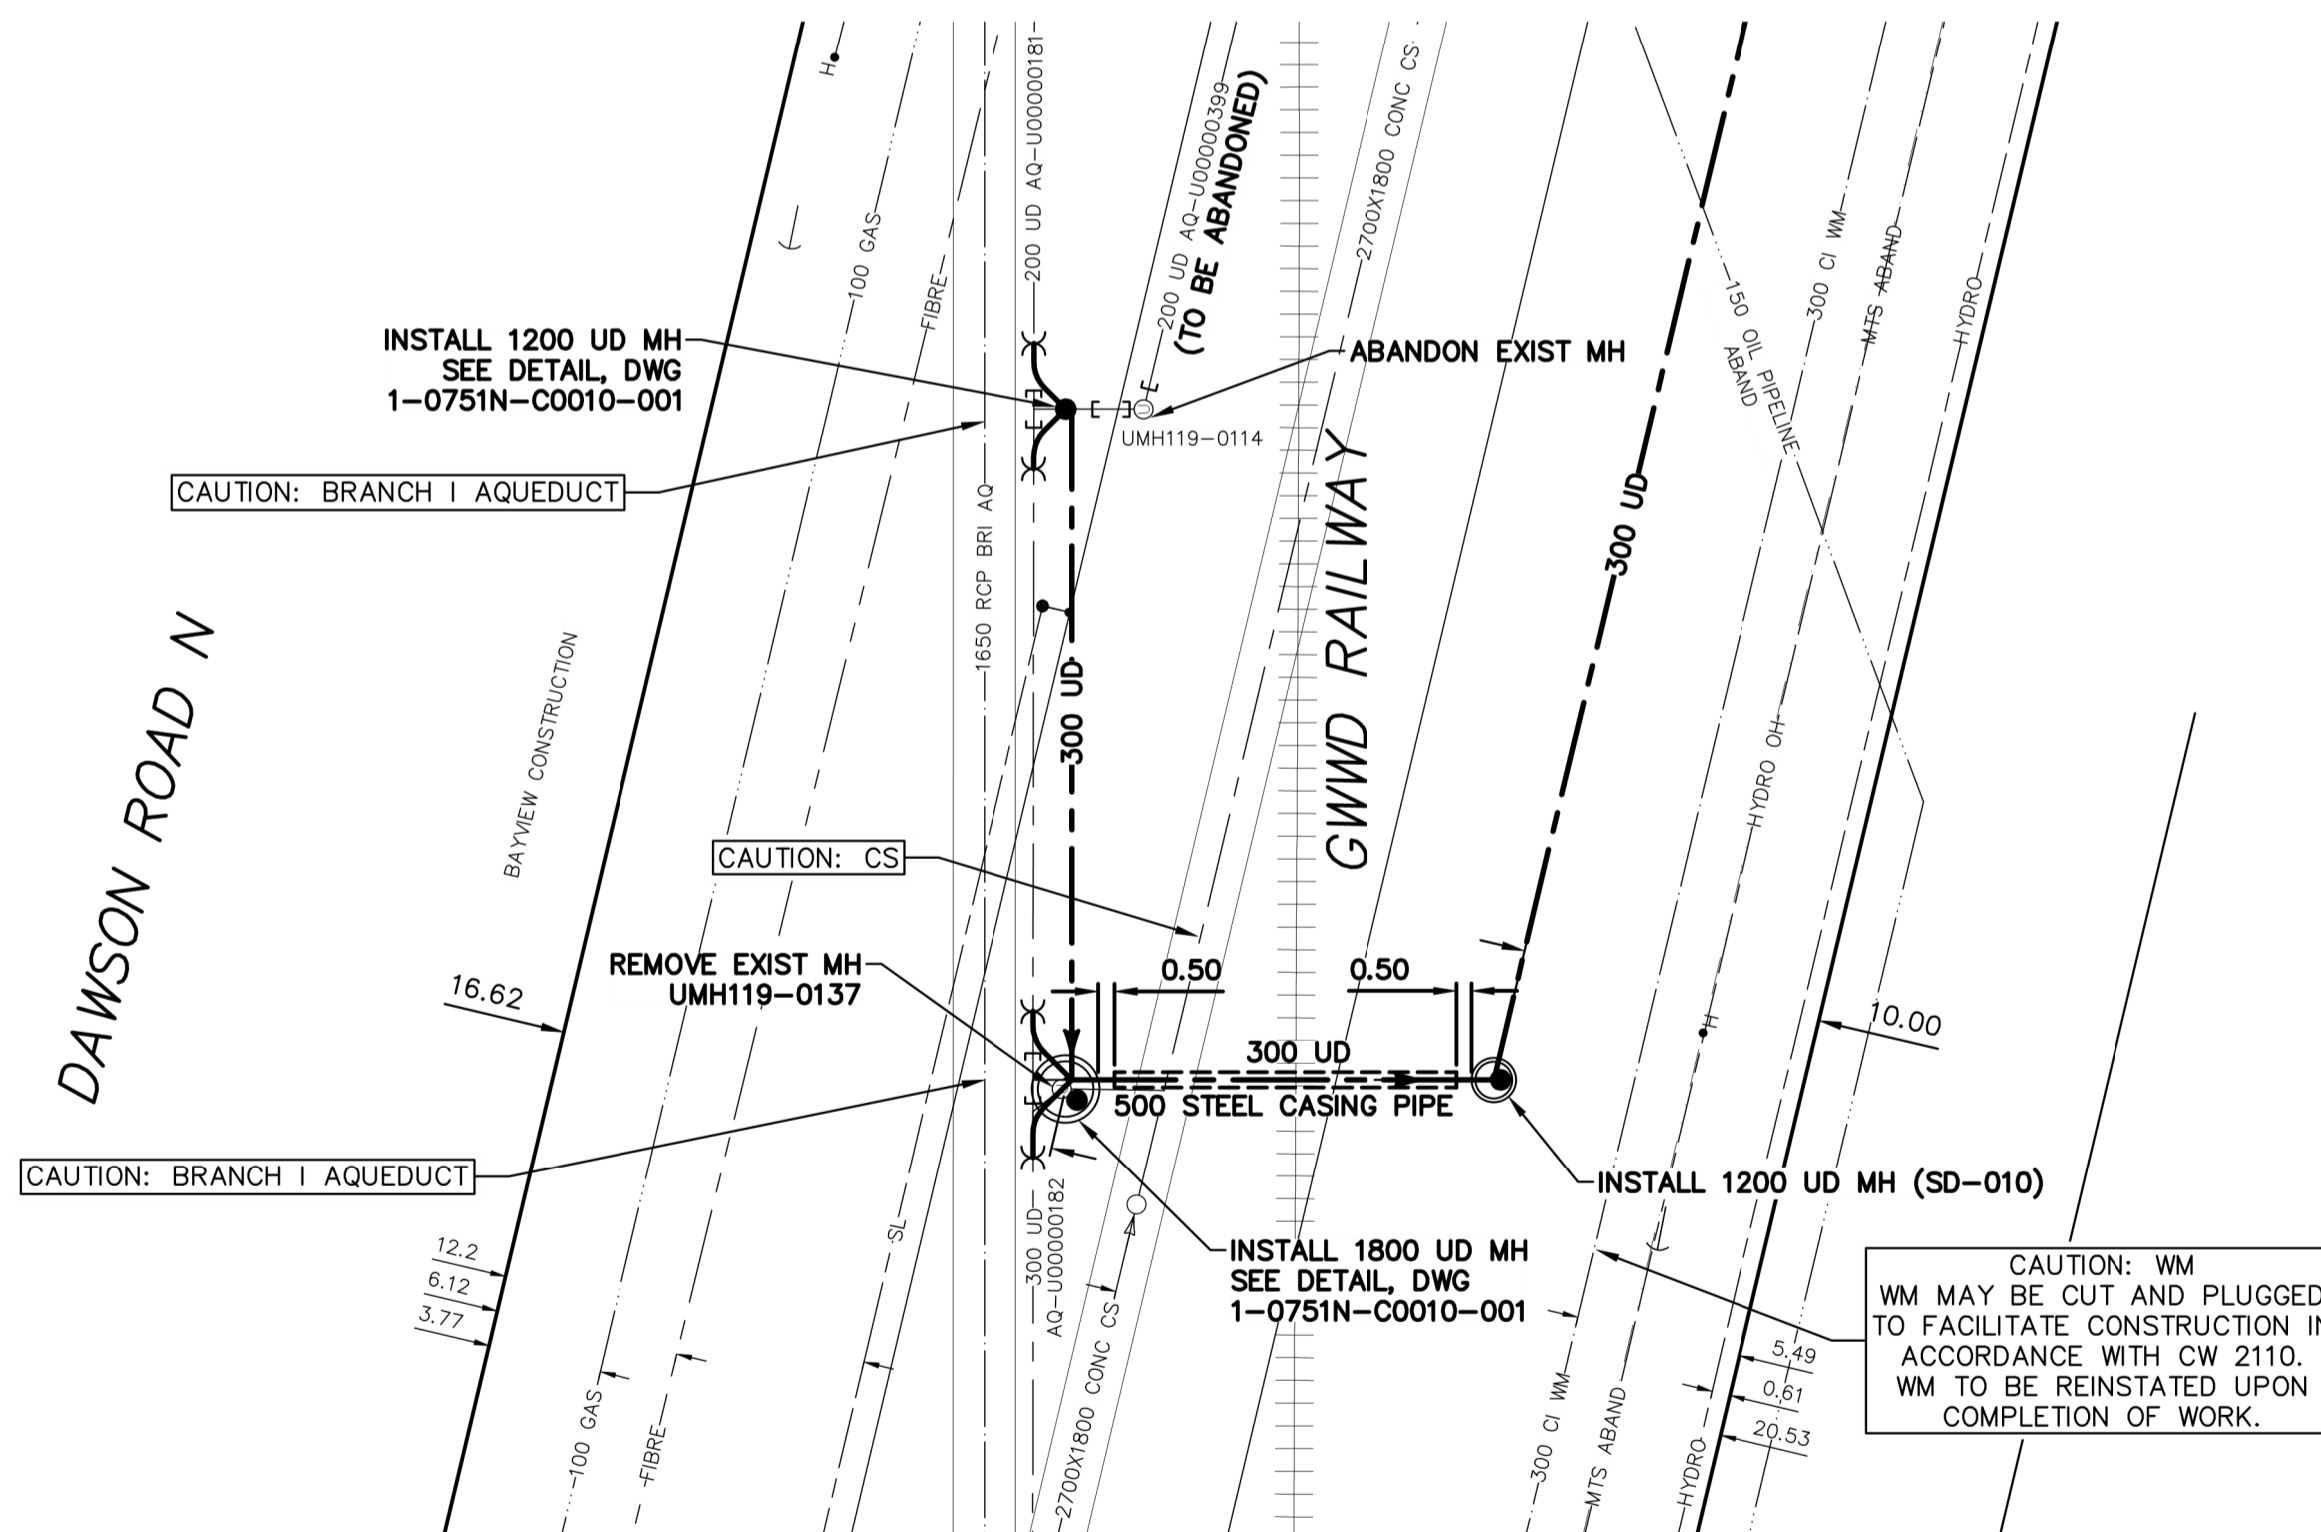 H
200 UD AQ-U00000181
200 UD AQ-U00000399
(TO BE ABANDONED)
2700X1800 CONC CS
100 GAS
FIBRE
300 CI WM
MTS ABAND
HYDRO
150 OIL PIPELINE
ABAND
INSTALL 1200 UD MH
SEE DETAIL, DWG
1-0751N-C0010-001
ABANDON EXIST MH
UMH119-0114
CAUTION: BRANCH I AQUEDUCT
1650 RCP BRI AQ
300 UD
300 UD
GWWD RAILWAY
DAWSON ROAD N
BAYVIEW CONSTRUCTION
HYDRO OH
CAUTION: CS
REMOVE EXIST MH
UMH119-0137
16.62
0.50
0.50
10.00
H
300 UD
500 STEEL CASING PIPE
CAUTION: BRANCH I AQUEDUCT
INSTALL 1200 UD MH (SD-010)
SL
300 UD
AQ-U00000182
INSTALL 1800 UD MH
SEE DETAIL, DWG
1-0751N-C0010-001
12.2
6.12
3.77
CAUTION: WM
WM MAY BE CUT AND PLUGGED
TO FACILITATE CONSTRUCTION IN
ACCORDANCE WITH CW 2110.
WM TO BE REINSTATED UPON
COMPLETION OF WORK.
5.49
0.61
20.53
100 GAS
FIBRE
2700X1800 CONC CS
300 CI WM
MTS ABAND
HYDRO